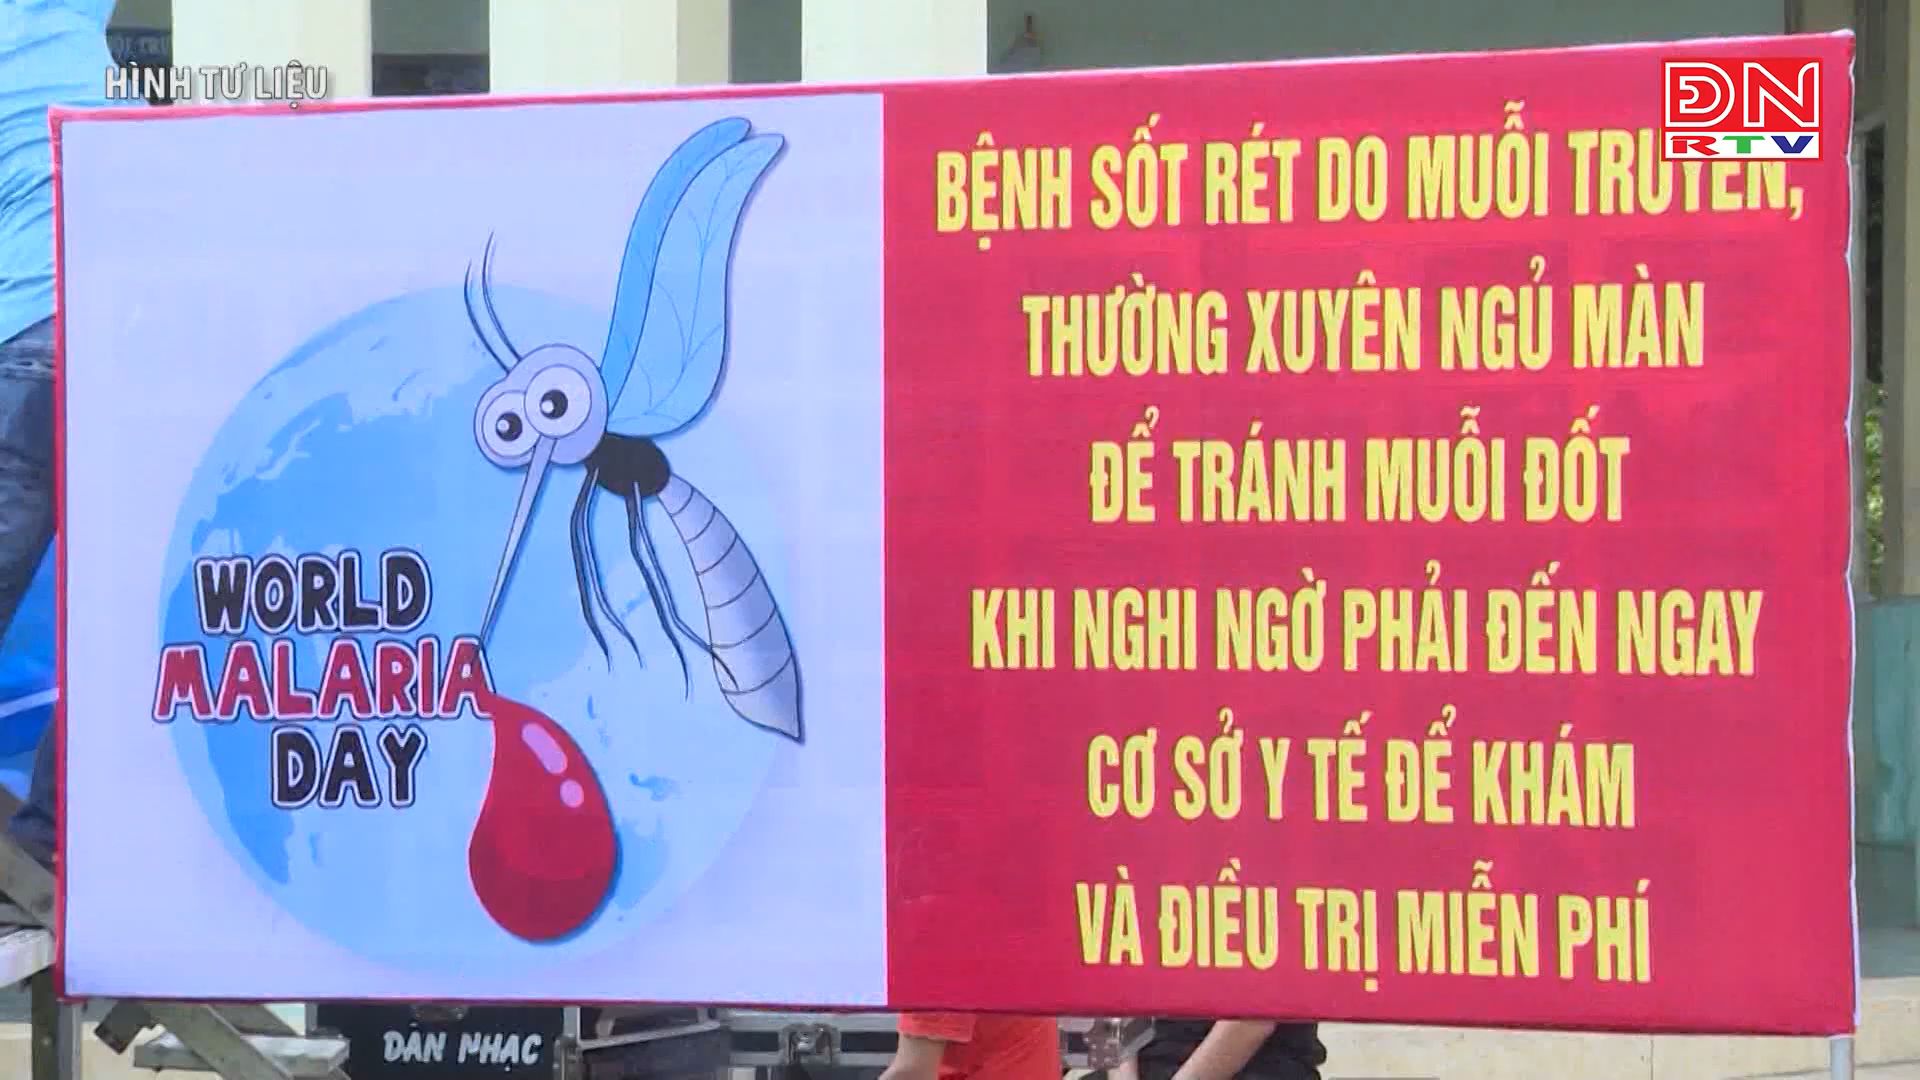 HÌNH TƯ LIỆU
ĐN
RTV
BỆNH SỐT RÉT DO MUỖI TRUYỀN,
THƯỜNG XUYÊN NGỦ MÀN
ĐỂ TRÁNH MUỖI ĐỐT
KHI NGHI NGỜ PHẢI ĐẾN NGAY
CƠ SỞ Y TẾ ĐỂ KHÁM
VÀ ĐIỀU TRỊ MIỄN PHÍ
WORLD
MALARIA
DAY
DÀN NHẠC